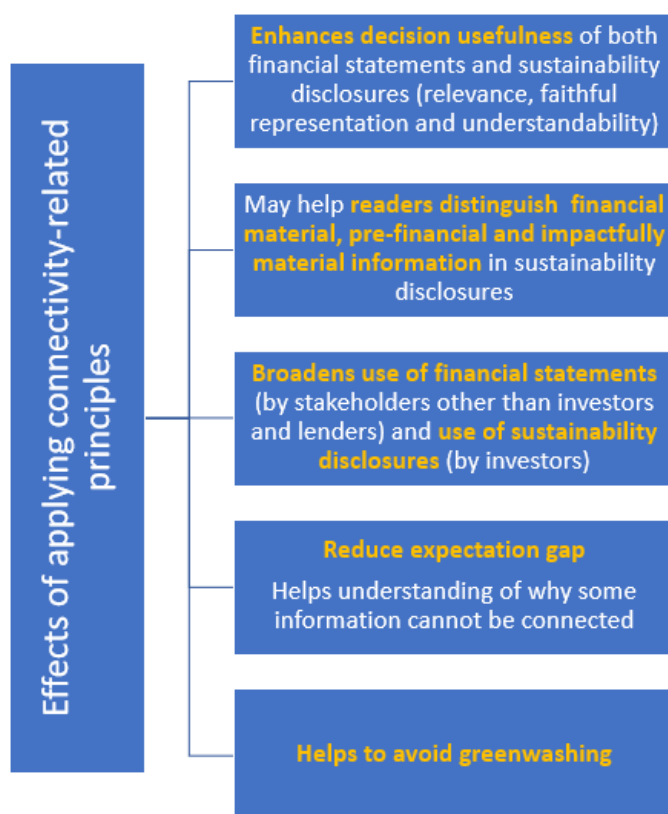 Effects of applying connectivity-related
principles
Enhances decision usefulness of both
financial statements and sustainability
disclosures (relevance, faithful
representation and understandability)
May help readers distinguish financial
material, pre-financial and impactfully
material information in sustainability
disclosures
Broadens use of financial statements
(by stakeholders other than investors
and lenders) and use of sustainability
disclosures (by investors)
Reduce expectation gap
Helps understanding of why some
information cannot be connected
Helps to avoid greenwashing